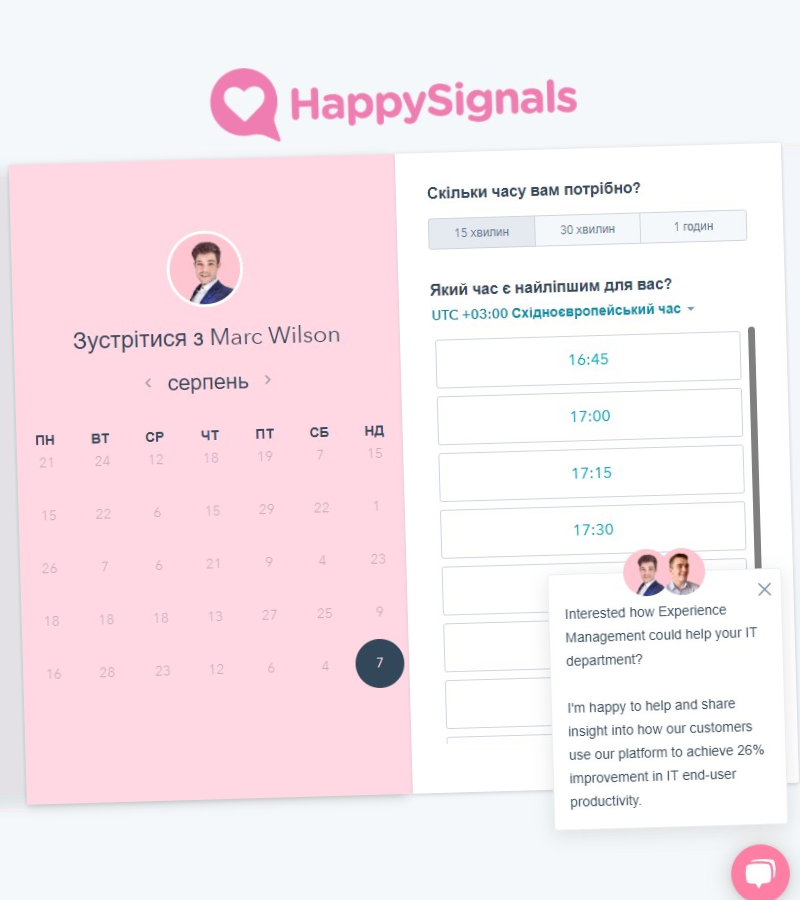 HappySignals
Зустрітися з Marc Wilson
серпень
ПН ВТ СР ЧТ ПТ СБ НД
21 24 12 18 19 7 15
15 22 6 15 29 22 1
26 7 6 21 9 4 23
18 18 18 13 27 25 9
16 28 23 12 6 4 7
Скільки часу вам потрібно?
15 хвилин 30 хвилин 1 годин
Який час є найліпшим для вас?
UTC +03:00 Східноєвропейський час
16:45
17:00
17:15
17:30
Interested how Experience
Management could help your IT
department?
I'm happy to help and share
insight into how our customers
use our platform to achieve 26%
improvement in IT end-user
productivity.